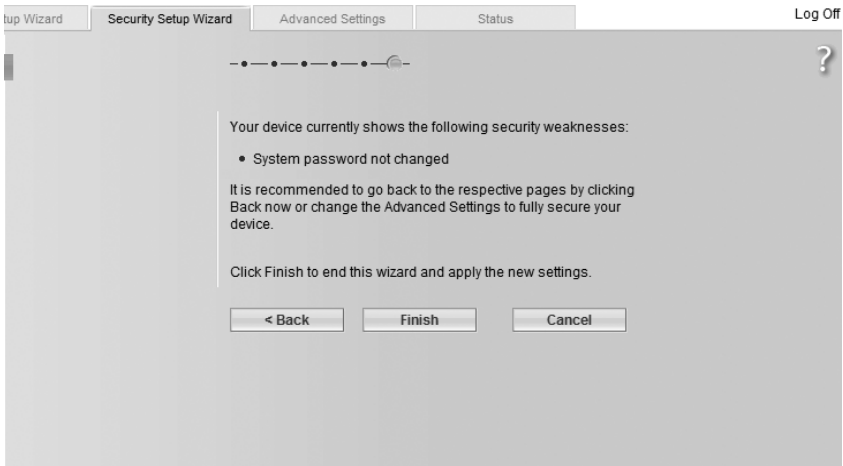 tup Wizard Security Setup Wizard Advanced Settings Status Log Off
?
Your device currently shows the following security weaknesses:
• System password not changed
It is recommended to go back to the respective pages by clicking
Back now or change the Advanced Settings to fully secure your
device.
Click Finish to end this wizard and apply the new settings.
< Back Finish Cancel